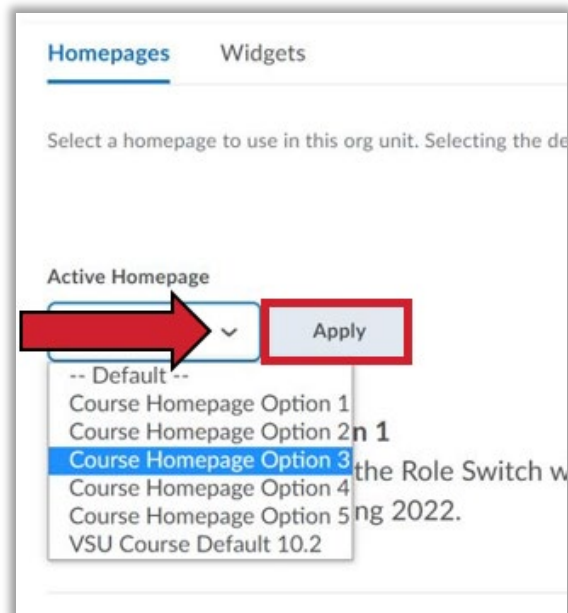 Homepages Widgets
Select a homepage to use in this org unit. Selecting the de
Active Homepage
Apply
-- Default --
Course Homepage Option 1
Course Homepage Option 2 n 1
Course Homepage Option 3
the Role Switch w
Course Homepage Option 4
Course Homepage Option 5 ng 2022.
VSU Course Default 10.2